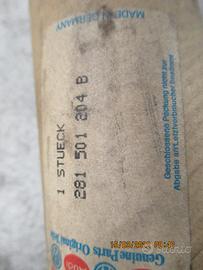 MADE IN GERMANY
1 STUECK
281 501 204 B
Geschlossene Packung nicht zur
Abgabe an Letztverbraucher bestimmt
Genuine Parts Original Teile